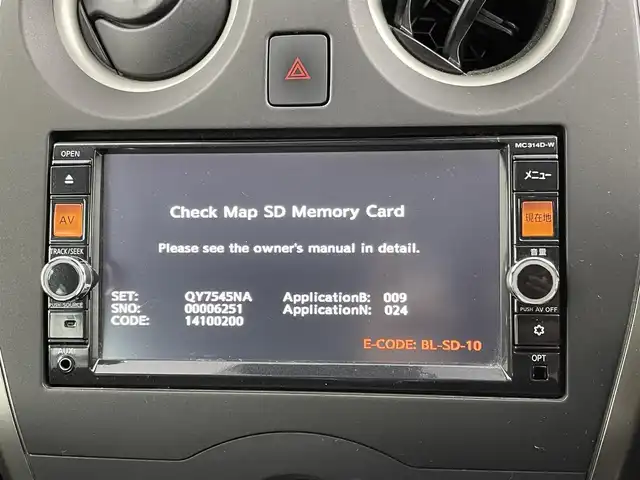 OPEN
MC314D-W
AV
メニュー
現在地
TRACK/SEEK
音量
PUSH SOURCE
PUSH AV OFF
AUX
OPT
Check Map SD Memory Card
Please see the owner's manual in detail.
SET: QY7545NA ApplicationB: 009
SNO: 00006251 ApplicationN: 024
CODE: 14100200
E-CODE: BL-SD-10